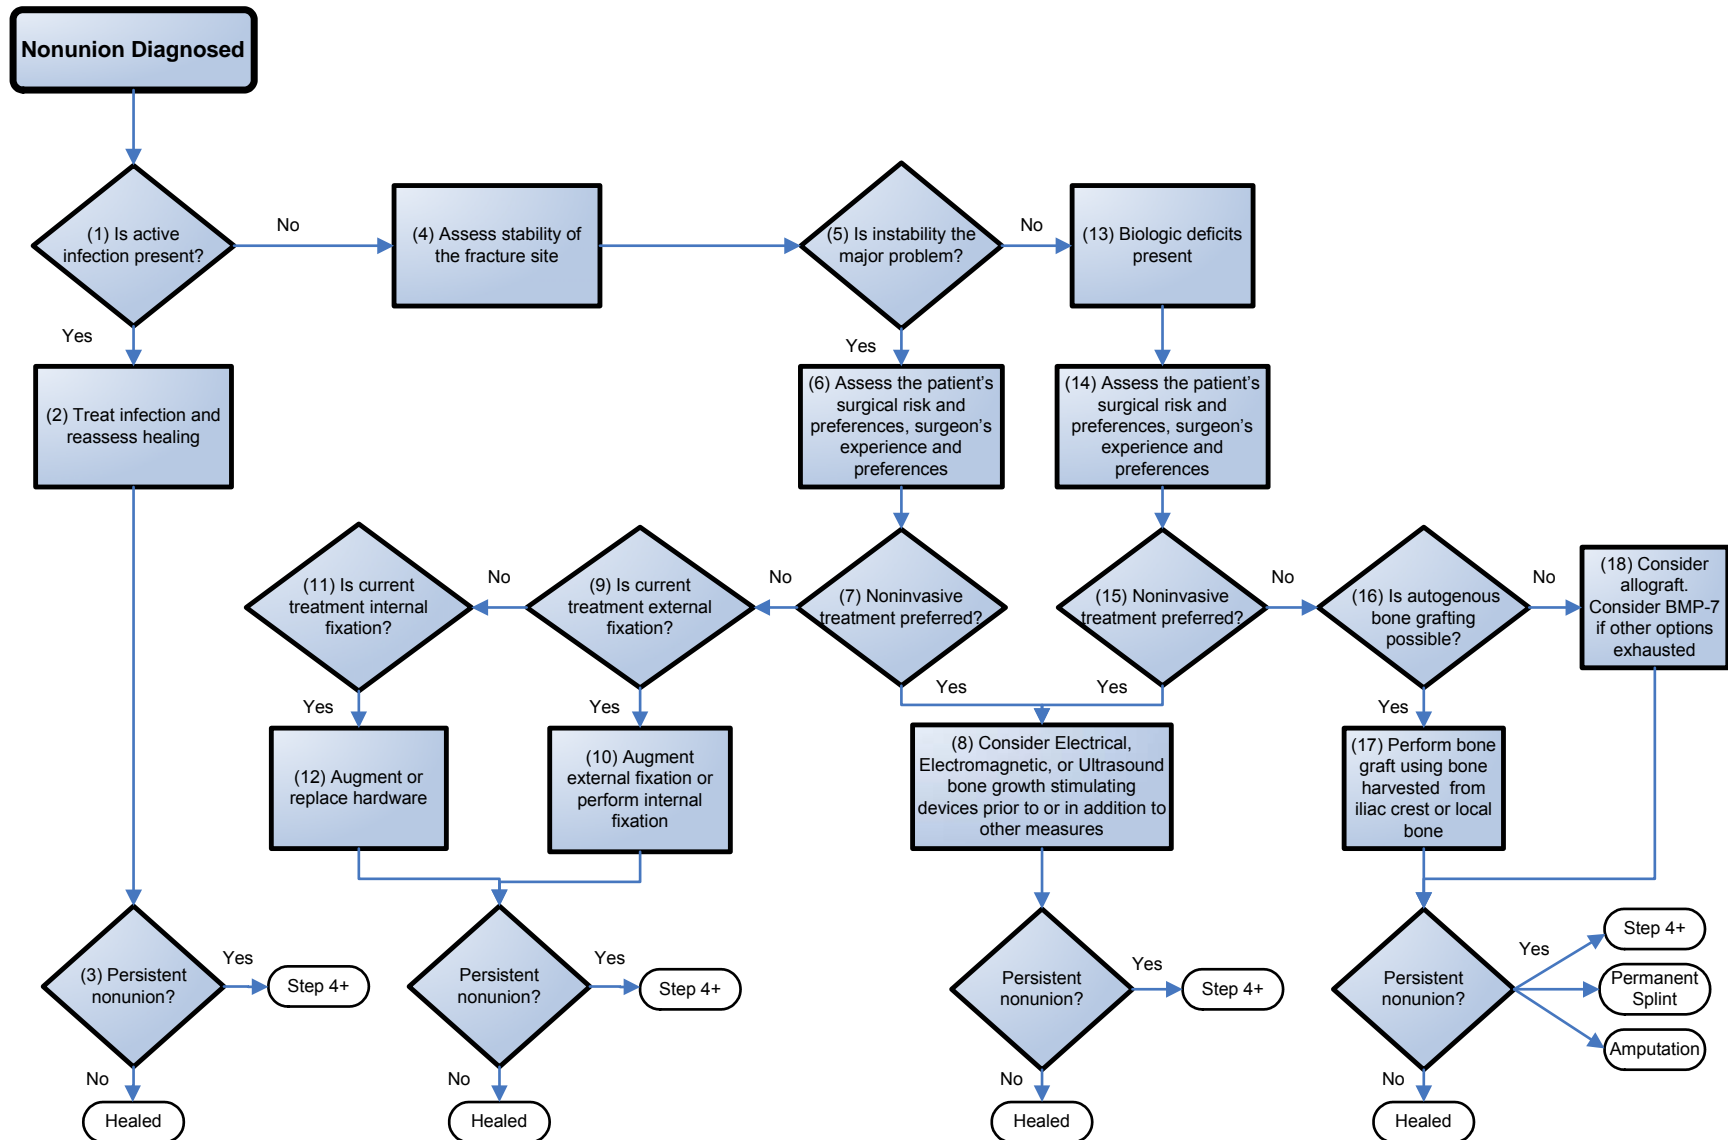 Nonunion Diagnosed
(1) Is active
infection present?
No
Yes
(4) Assess stability of
the fracture site
(5) Is instability the
major problem?
No
Yes
(13) Biologic deficits
present
(2) Treat infection and
reassess healing
(6) Assess the patient's
surgical risk and
preferences, surgeon's
experience and
preferences
(14) Assess the patient's
surgical risk and
preferences, surgeon's
experience and
preferences
(11) Is current
treatment internal
fixation?
No
(9) Is current
treatment external
fixation?
No
(7) Noninvasive
treatment preferred?
(15) Noninvasive
treatment preferred?
No
(16) Is autogenous
bone grafting
possible?
No
(18) Consider
allograft.
Consider BMP-7
if other options
exhausted
Yes
Yes
Yes
Yes
Yes
(12) Augment or
replace hardware
(10) Augment
external fixation or
perform internal
fixation
(8) Consider Electrical,
Electromagnetic, or Ultrasound
bone growth stimulating
devices prior to or in addition to
other measures
(17) Perform bone
graft using bone
harvested from
iliac crest or local
bone
(3) Persistent
nonunion?
Yes
Step 4+
No
Healed
Persistent
nonunion?
Yes
Step 4+
No
Healed
Persistent
nonunion?
Yes
Step 4+
No
Healed
Persistent
nonunion?
Yes
Step 4+
Permanent
Splint
Amputation
No
Healed